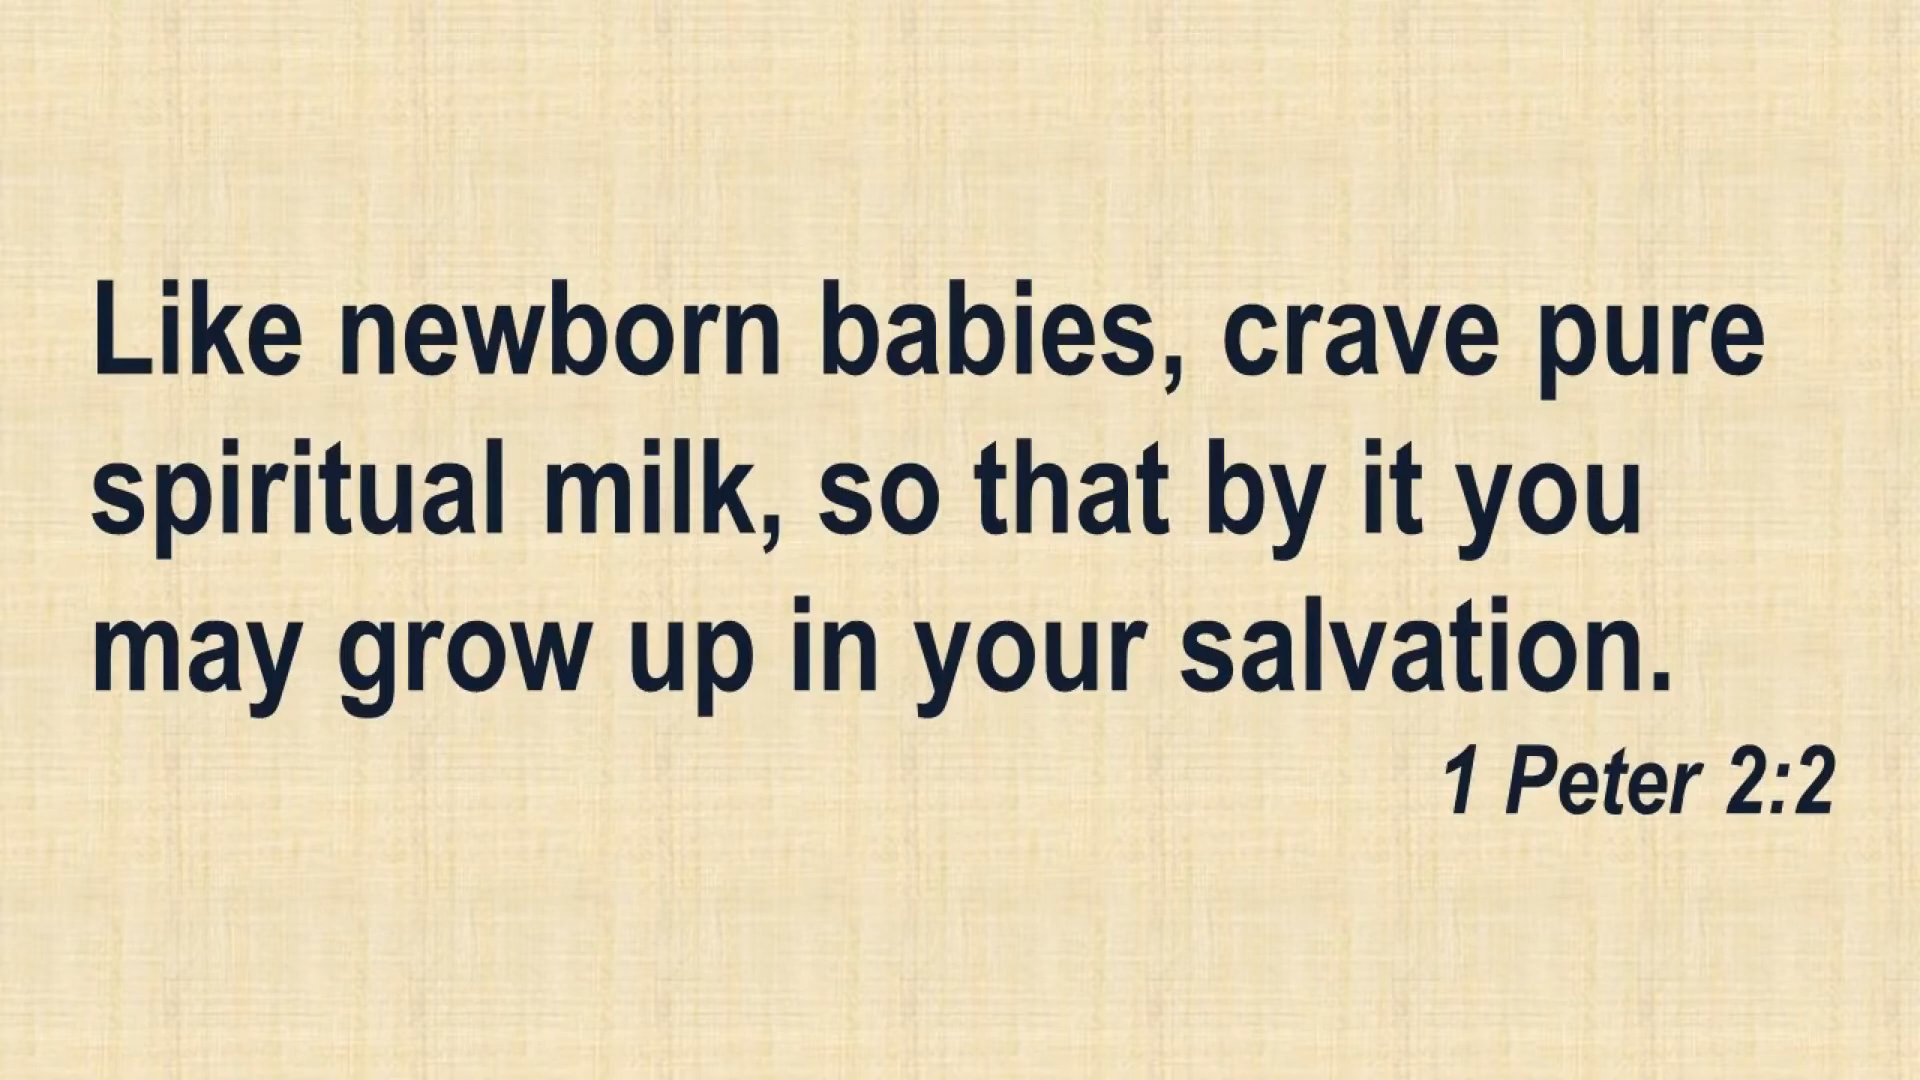 Like newborn babies, crave pure
spiritual milk, so that by it you
may grow up in your salvation.
1 Peter 2:2